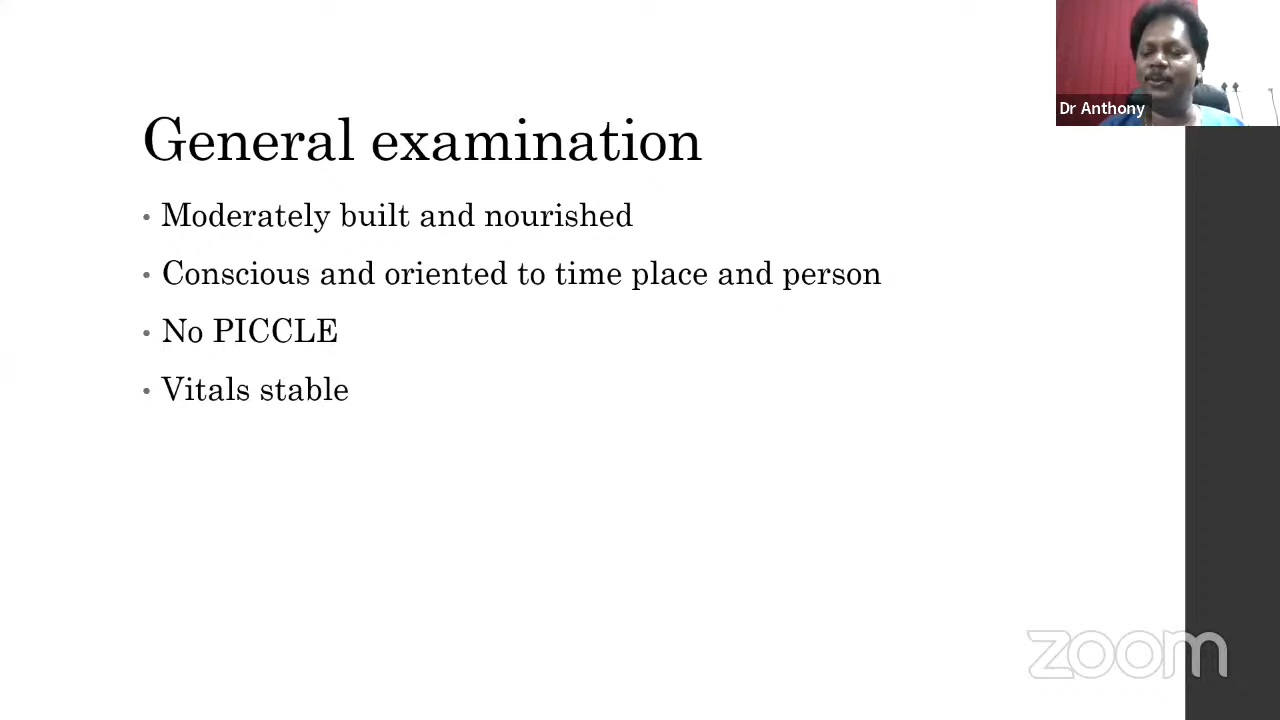 Dr Anthony
General examination
• Moderately built and nourished
• Conscious and oriented to time place and person
• No PICCLE
• Vitals stable
zoom